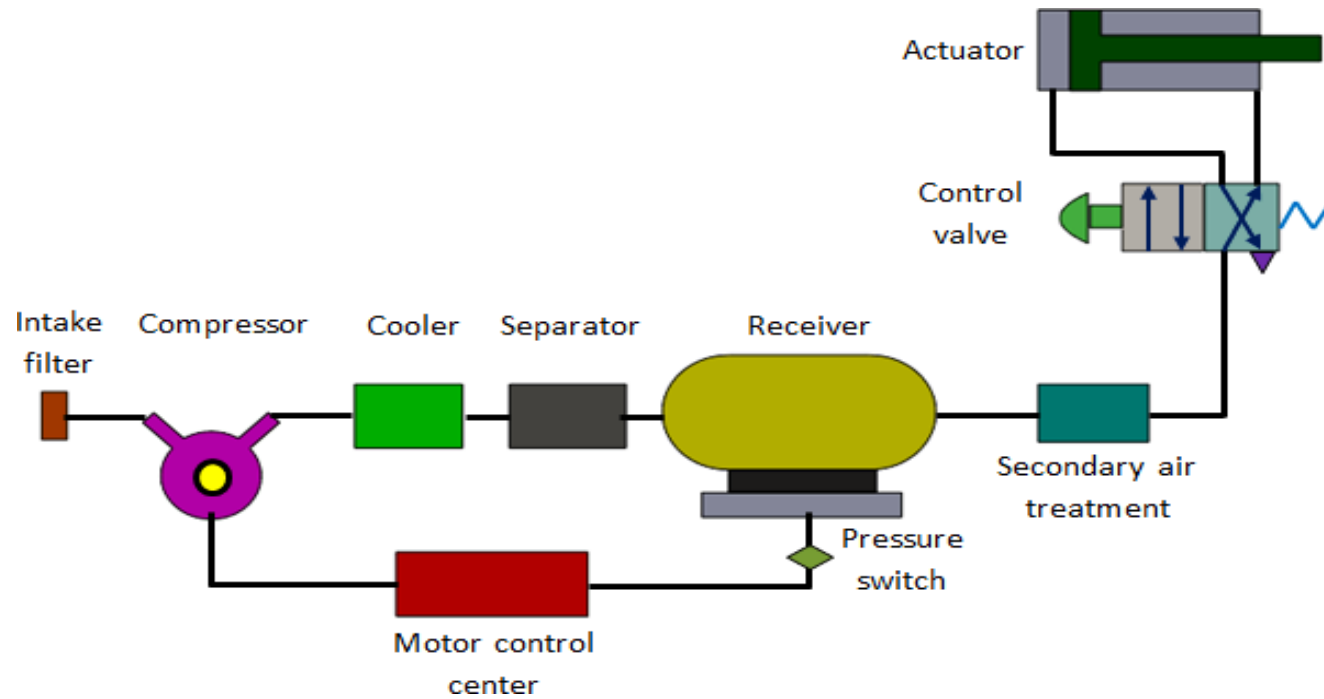 Actuator
Control
valve
Intake
filter
Compressor
Cooler
Separator
Receiver
Secondary air
treatment
Pressure
switch
Motor control
center